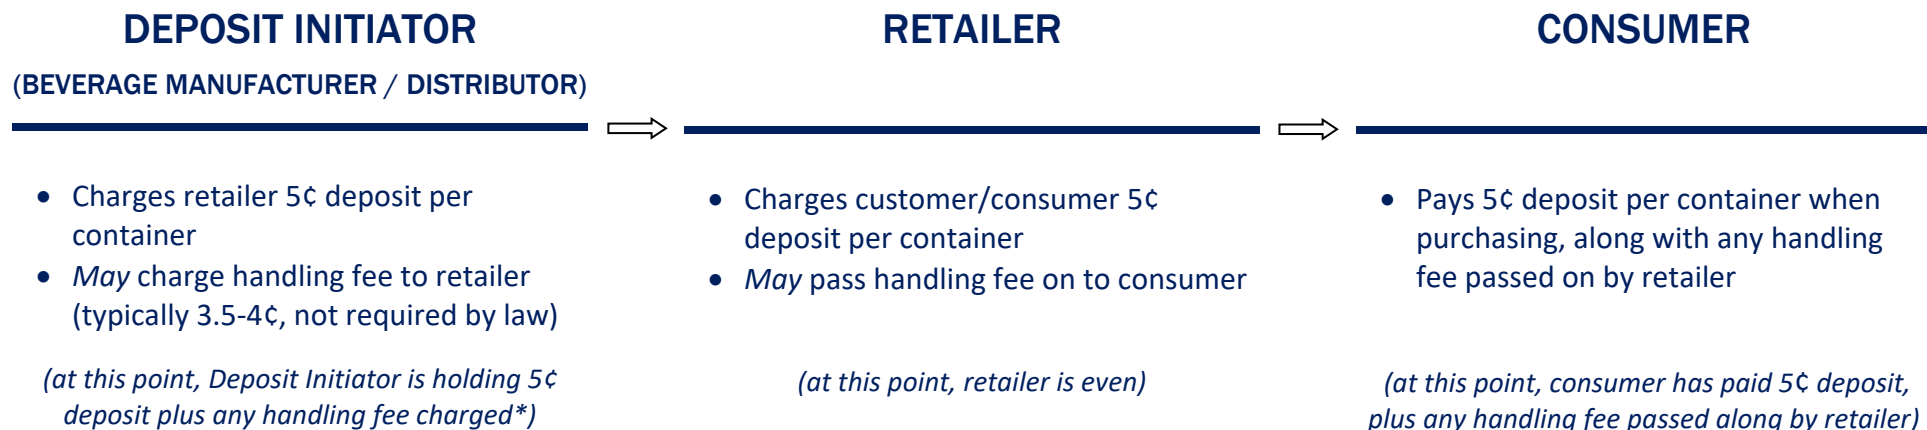 DEPOSIT INITIATOR
(BEVERAGE MANUFACTURER / DISTRIBUTOR)
• Charges retailer 5¢ deposit per
container
• May charge handling fee to retailer
(typically 3.5-4¢, not required by law)
(at this point, Deposit Initiator is holding 5¢
deposit plus any handling fee charged*)
RETAILER
• Charges customer/consumer 5¢
deposit per container
• May pass handling fee on to consumer
(at this point, retailer is even)
CONSUMER
• Pays 5¢ deposit per container when
purchasing, along with any handling
fee passed on by retailer
(at this point, consumer has paid 5¢ deposit,
plus any handling fee passed along by retailer)